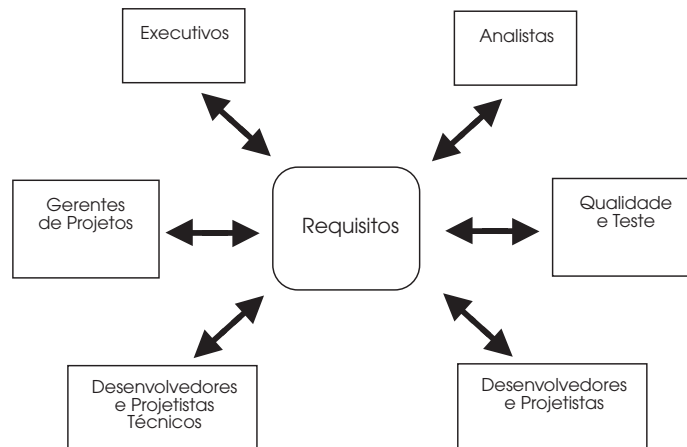 Executivos
Analistas
Gerentes
de Projetos
Requisitos
Qualidade
e Teste
Desenvolvedores
e Projetistas
Técnicos
Desenvolvedores
e Projetistas